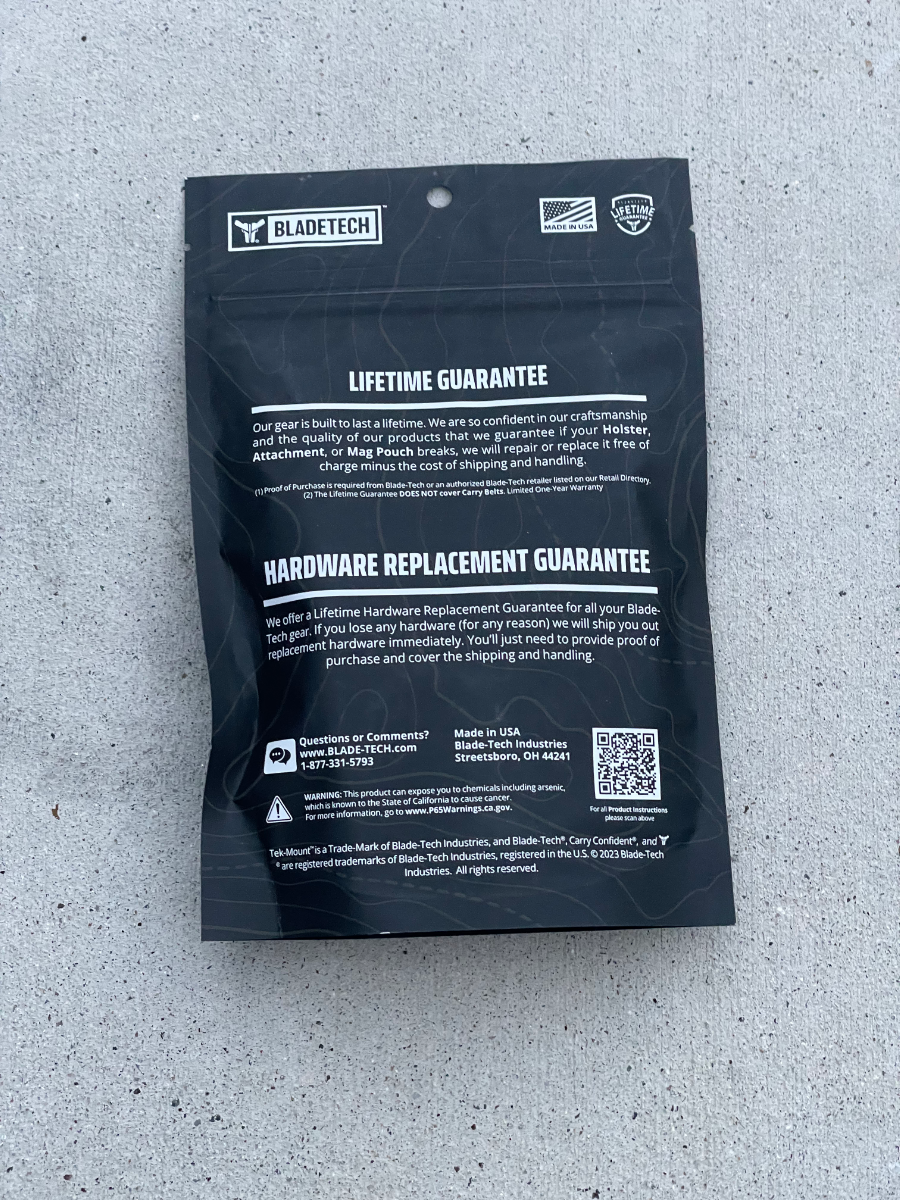 BLADETECH™
MADE IN USA
LIFETIME
GUARANTEE
LIFETIME GUARANTEE
Our gear is built to last a lifetime. We are so confident in our craftsmanship
and the quality of our products that we guarantee if your Holster,
Attachment, or Mag Pouch breaks, we will repair or replace it free of
charge minus the cost of shipping and handling.
(1) Proof of Purchase is required from Blade-Tech or an authorized Blade-Tech retailer listed on our Retail Directory.
(2) The Lifetime Guarantee DOES NOT cover Carry Belts. Limited One-Year Warranty
HARDWARE REPLACEMENT GUARANTEE
We offer a Lifetime Hardware Replacement Guarantee for all your Blade-
Tech gear. If you lose any hardware (for any reason) we will ship you out
replacement hardware immediately. You'll just need to provide proof of
purchase and cover the shipping and handling.
Questions or Comments?
www.BLADE-TECH.com
1-877-331-5793
Made in USA
Blade-Tech Industries
Streetsboro, OH 44241
For all Product Instructions
please scan above
WARNING: This product can expose you to chemicals including arsenic,
which is known to the State of California to cause cancer.
For more information, go to www.P65Warnings.ca.gov.
Tek-Mount™ is a Trade-Mark of Blade-Tech Industries, and Blade-Tech®, Carry Confident®, and
® are registered trademarks of Blade-Tech Industries, registered in the U.S. © 2023 Blade-Tech
Industries. All rights reserved.